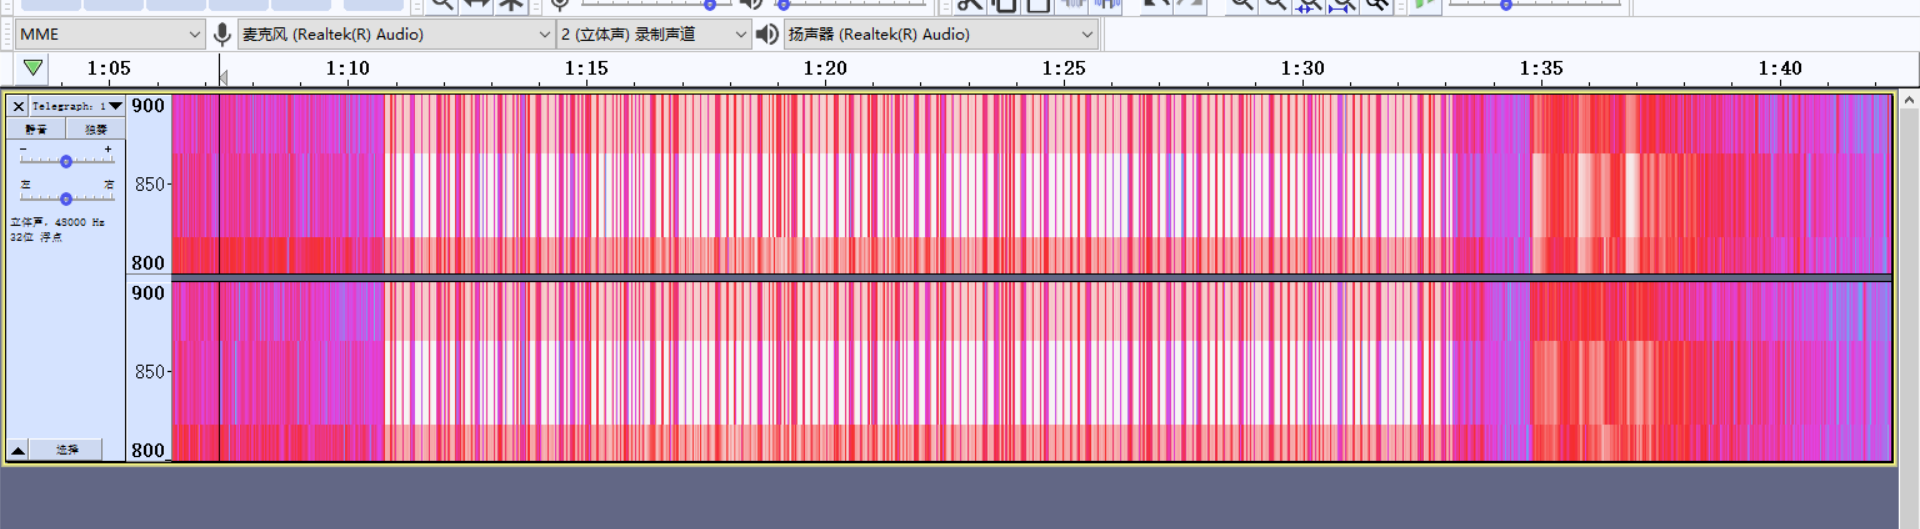 MME 麦克风 (Realtek(R) Audio) 2 (立体声) 录制声道 扬声器 (Realtek(R) Audio)
1:05 1:10 1:15 1:20 1:25 1:30 1:35 1:40
Telegraph: 1
静音 独奏
- +
左 右
立体声, 48000 Hz
32位 浮点
选择
900
850
800
900
850
800